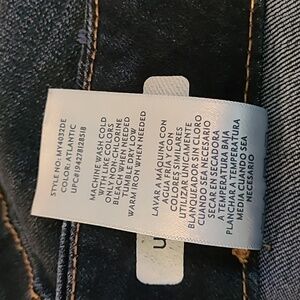 STYLE NO: MY4032DE
COLOR: ATLANTIC
UPC#194278128518
MACHINE WASH COLD
WITH LIKE COLORS
ONLY NON-CHLORINE
BLEACH WHEN NEEDED
TUMBLE DRY LOW
WARM IRON WHEN NEEDED
LAVAR A MAQUINA CON
AGUA FRIA Y CON
COLORES SIMILARES
UTILIZAR UNICAMENTE
BLANQUEADOR SIN CLORO
CUANDO SEA NECESARIO
SECAR EN SECADORA
A TEMPERATURA BAJA
PLANCHAR A TEMPERATURA
MEDIA CUANDO SEA
NECESARIO